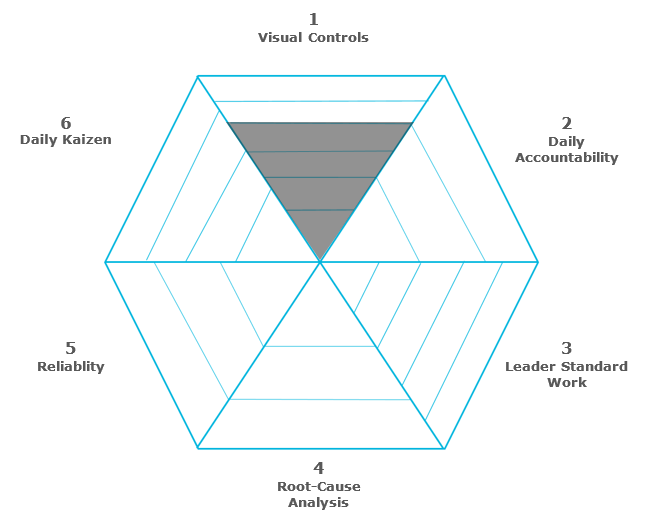 1
Visual Controls
2
Daily
Accountability
3
Leader Standard
Work
4
Root-Cause
Analysis
5
Reliablity
6
Daily Kaizen